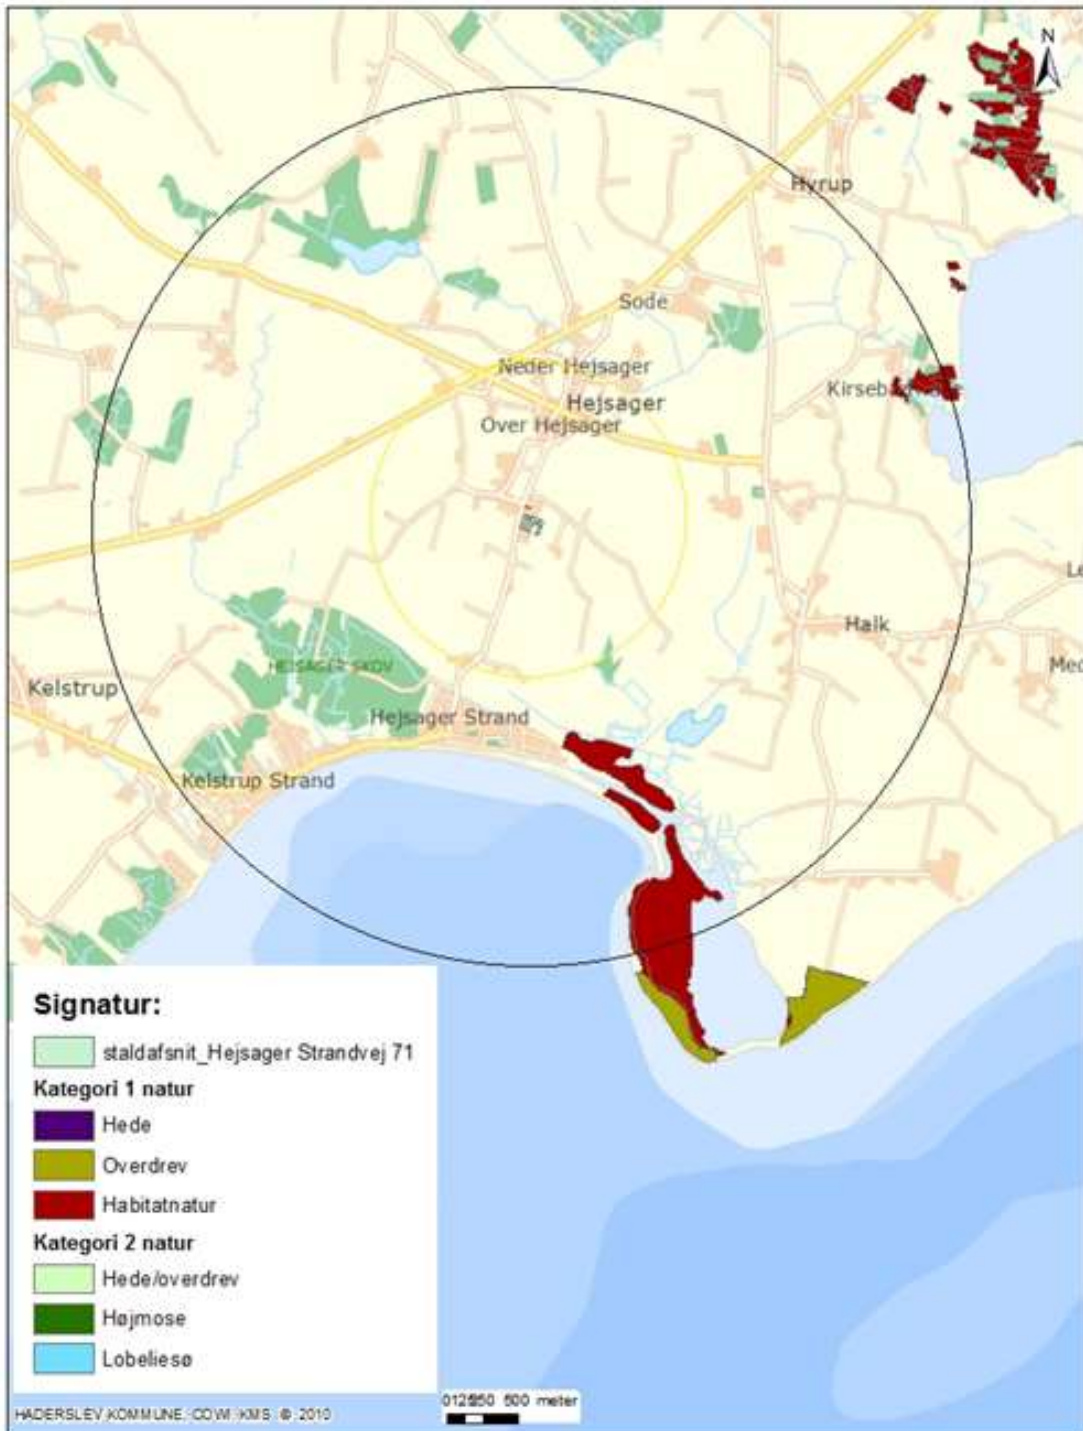 N
Hyrup
Sode
Neder Hejsager
Hejsager
Over Hejsager
Halk
HEJSAGER SKOV
Kelstrup
Hejsager Strand
Kelstrup Strand
Signatur:
staldafsnit_Hejsager Strandvej 71
Kategori 1 natur
Hede
Overdrev
Habitatnatur
Kategori 2 natur
Hede/overdrev
Højmose
Lobeliesø
500 meter
HADERSLEV KOMMUNE, COWI, KMS © 2010